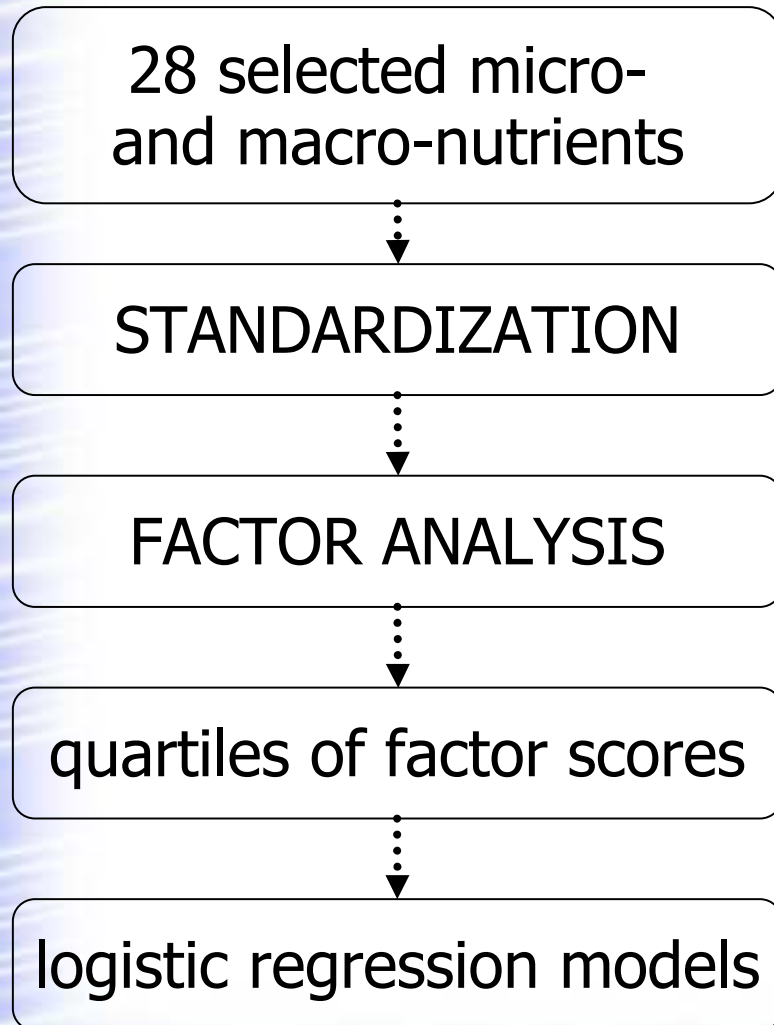 28 selected micro-
and macro-nutrients
STANDARDIZATION
FACTOR ANALYSIS
quartiles of factor scores
logistic regression models